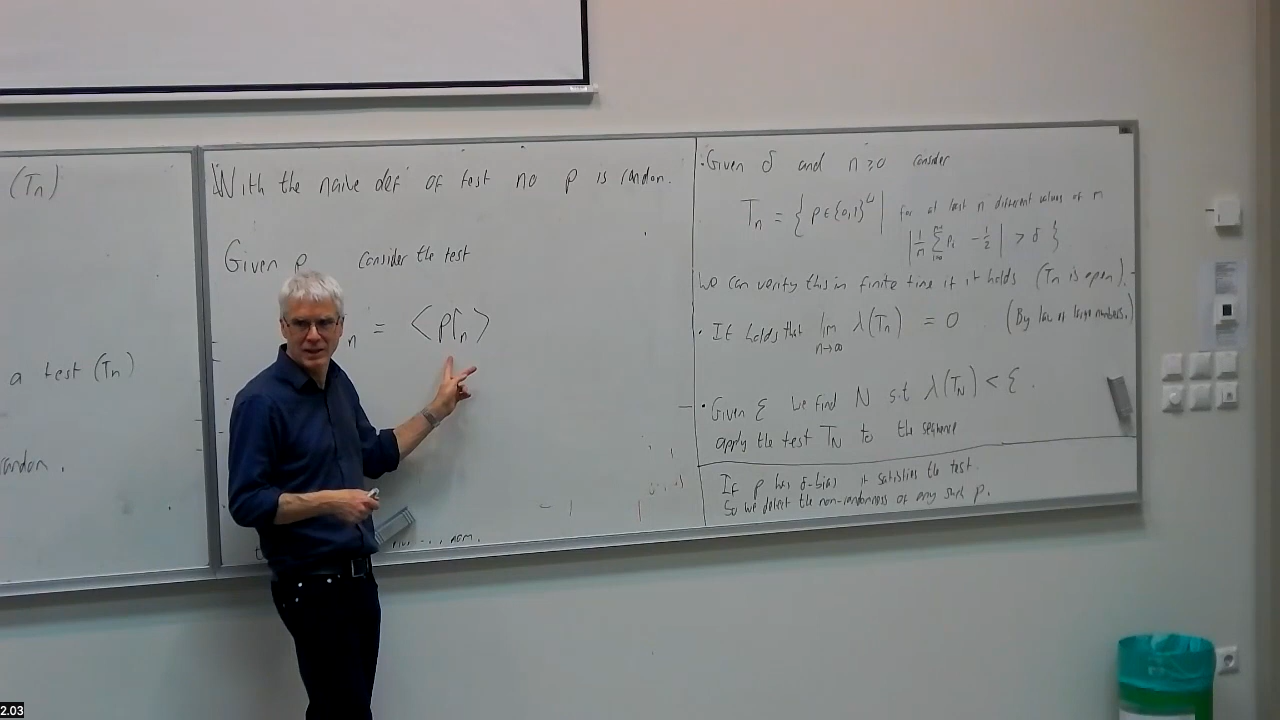 (Tn)
a test (Tn)
random.
With the naive def of test no p is random.
Given p consider the test
n = <p↾n>
Given δ and n≥0 consider
Tn = { p∈{0,1}^ω | for at least n different values of m
|1/n Σ pi - 1/2| > δ }
We can verify this in finite time if it holds (Tn is open).
• It holds that lim n→∞ λ(Tn) = 0 (By law of large numbers.)
• Given ε we find N s.t λ(TN) < ε.
apply the test TN to the sequence
If p has δ-bias it satisfies the test.
So we detect the non-randomness of any such p.
2.03